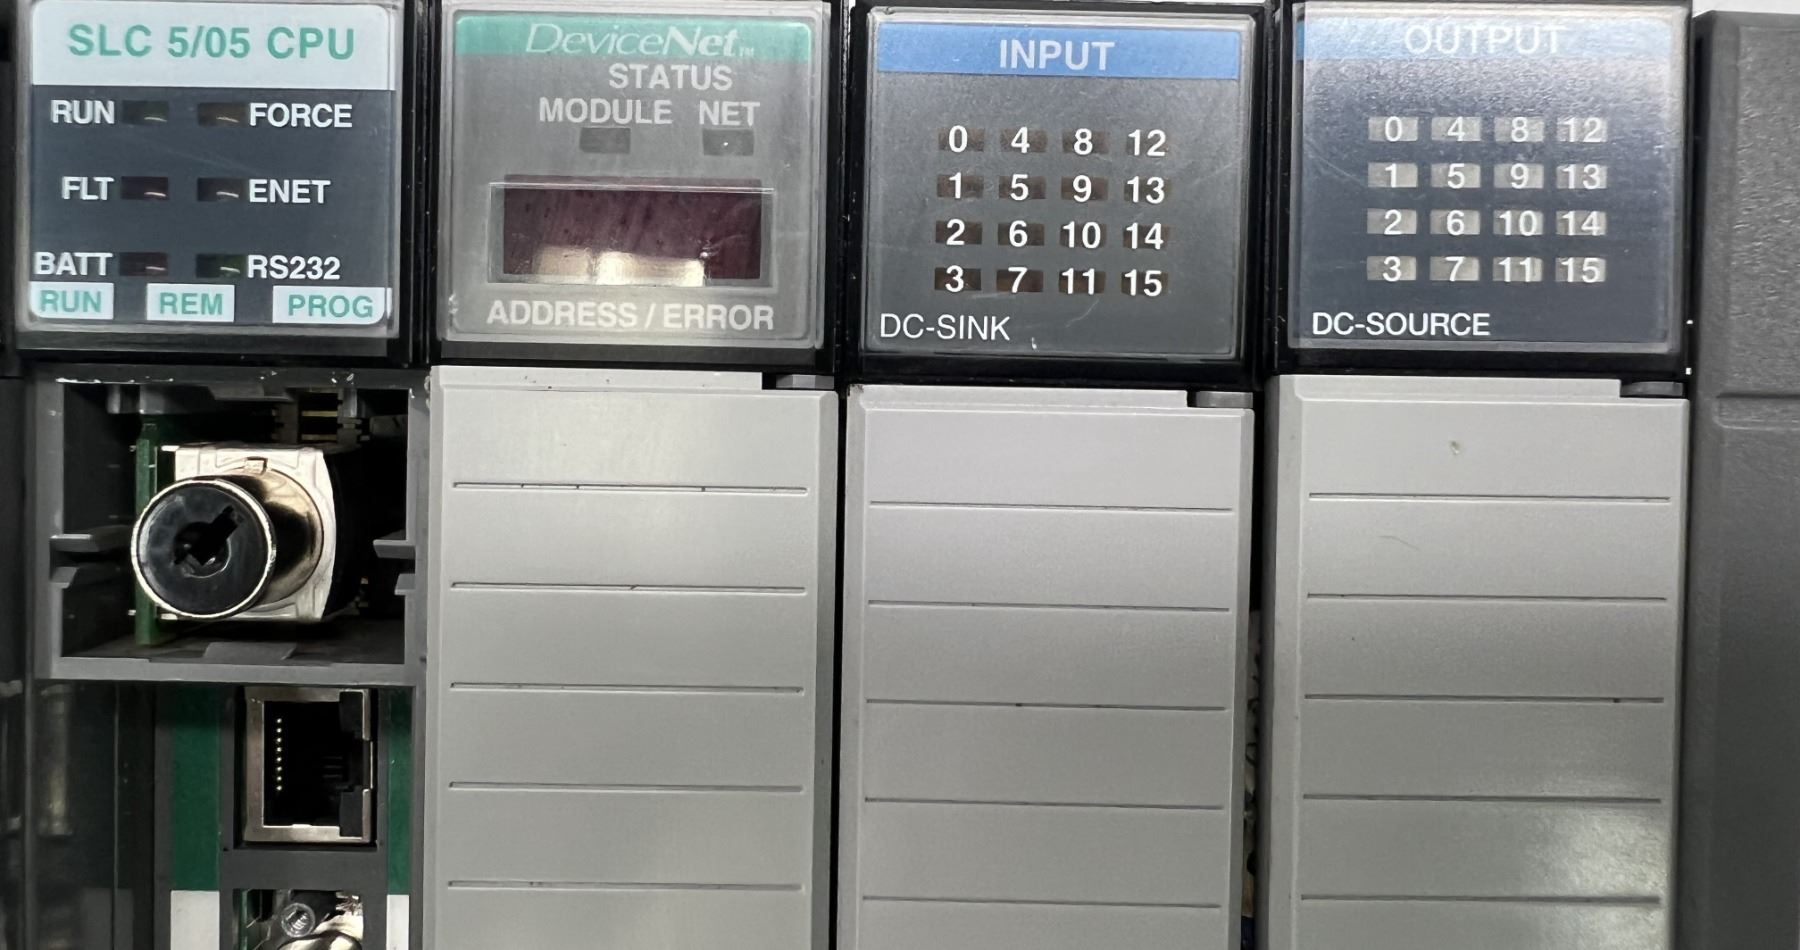 SLC 5/05 CPU
RUN FORCE
FLT ENET
BATT RS232
RUN REM PROG
DeviceNet™
STATUS
MODULE NET
ADDRESS / ERROR
INPUT
0 4 8 12
1 5 9 13
2 6 10 14
3 7 11 15
DC-SINK
OUTPUT
0 4 8 12
1 5 9 13
2 6 10 14
3 7 11 15
DC-SOURCE